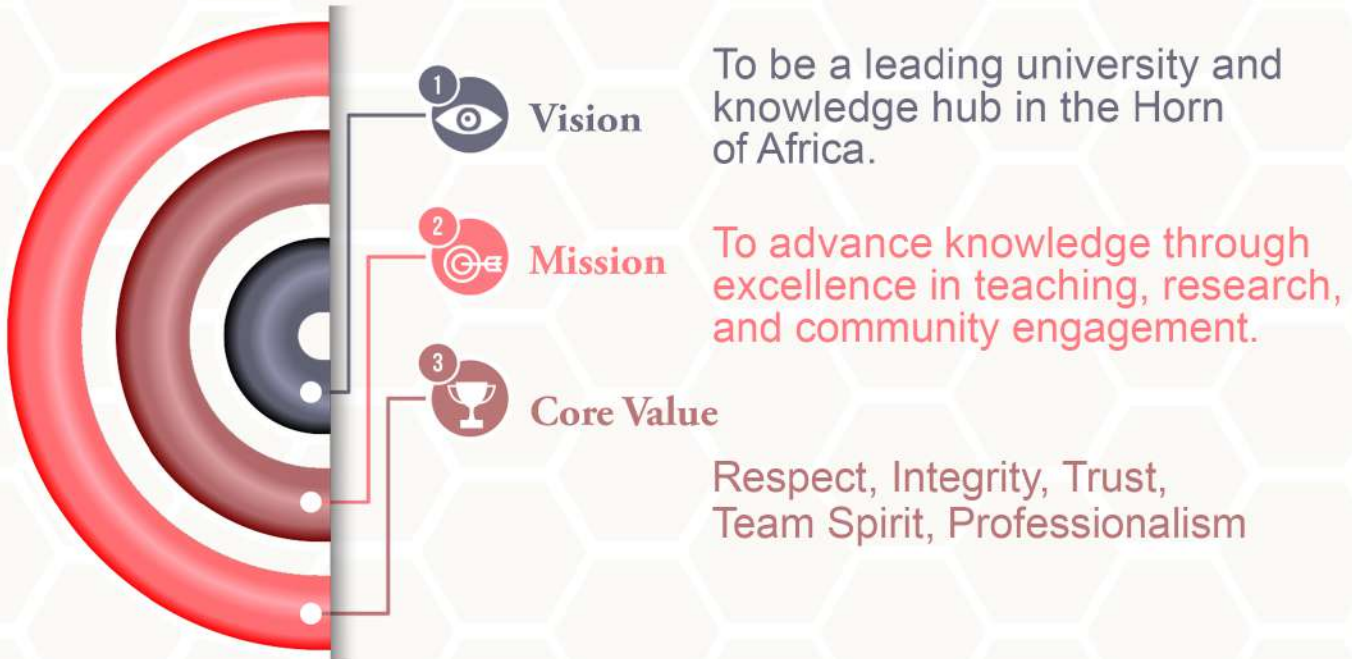 1
Vision
To be a leading university and
knowledge hub in the Horn
of Africa.
2
Mission
To advance knowledge through
excellence in teaching, research,
and community engagement.
3
Core Value
Respect, Integrity, Trust,
Team Spirit, Professionalism